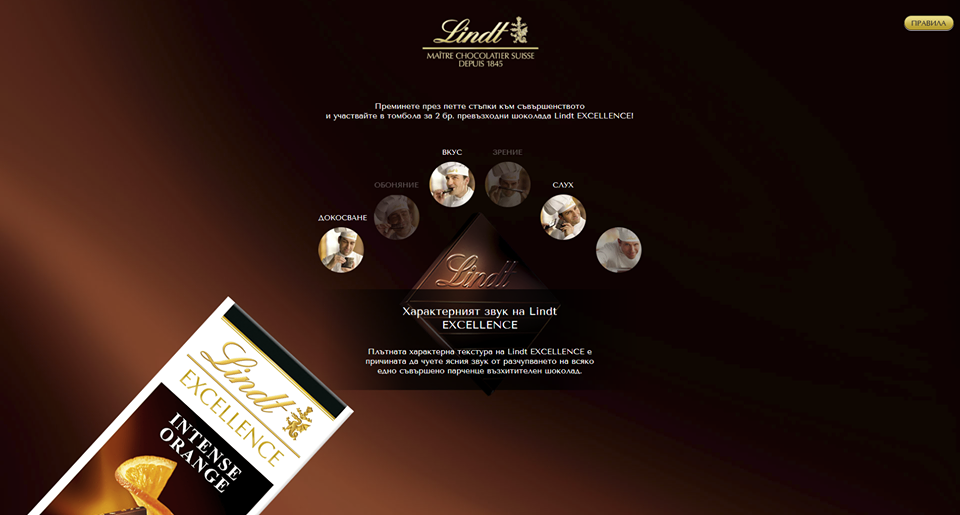 Lindt
MAÎTRE CHOCOLATIER SUISSE
DEPUIS 1845
ПРАВИЛА
Преминете през петте стъпки към съвършенството
и участвайте в томбола за 2 бр. превъзходни шоколада Lindt EXCELLENCE!
ВКУС
ЗРЕНИЕ
ОБОНЯНИЕ
СЛУХ
ДОКОСВАНЕ
Lindt
Характерният звук на Lindt
EXCELLENCE
Плътната характерна текстура на Lindt EXCELLENCE е
причината да чуете ясния звук от разчупването на всяко
едно съвършено парченце възхитителен шоколад.
Lindt
EXCELLENCE
INTENSE
ORANGE